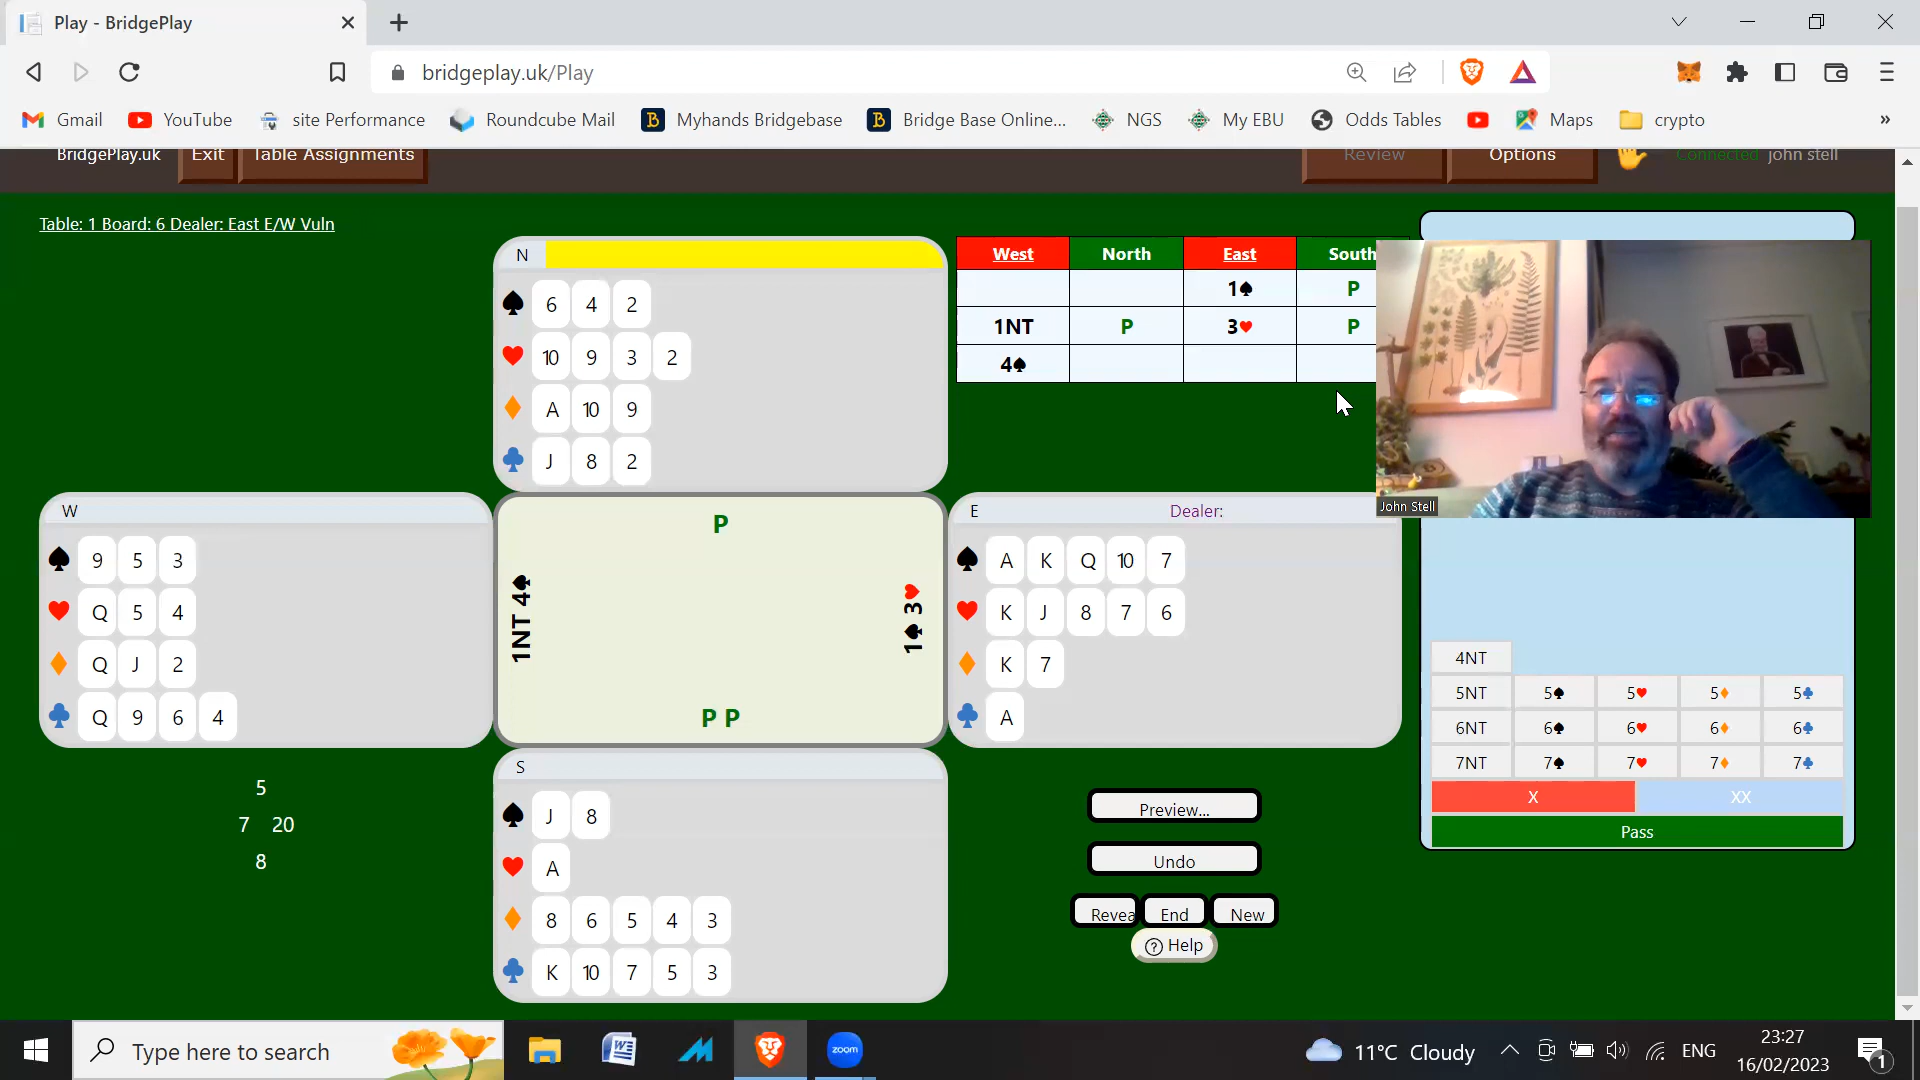 Play - BridgePlay
bridgeplay.uk/Play
Gmail YouTube site Performance Roundcube Mail Myhands Bridgebase Bridge Base Online... NGS My EBU Odds Tables Maps crypto »
BridgePlay.uk Exit Table Assignments Review Options Connected john stell
Table: 1 Board: 6 Dealer: East E/W Vuln
N
♠ 6 4 2
♥ 10 9 3 2
♦ A 10 9
♣ J 8 2
West North East South
1♠ P
1NT P 3♥ P
4♠
John Stell
W
♠ 9 5 3
♥ Q 5 4
♦ Q J 2
♣ Q 9 6 4
P
1NT 4♠
1♠ 3♥
P P
E Dealer:
♠ A K Q 10 7
♥ K J 8 7 6
♦ K 7
♣ A
4NT
5NT 5♠ 5♥ 5♦ 5♣
6NT 6♠ 6♥ 6♦ 6♣
7NT 7♠ 7♥ 7♦ 7♣
X XX
Pass
S
♠ J 8
♥ A
♦ 8 6 5 4 3
♣ K 10 7 5 3
5
7 20
8
Preview...
Undo
Revea End New
? Help
Type here to search
zoom
11°C Cloudy
ENG
23:27
16/02/2023
1